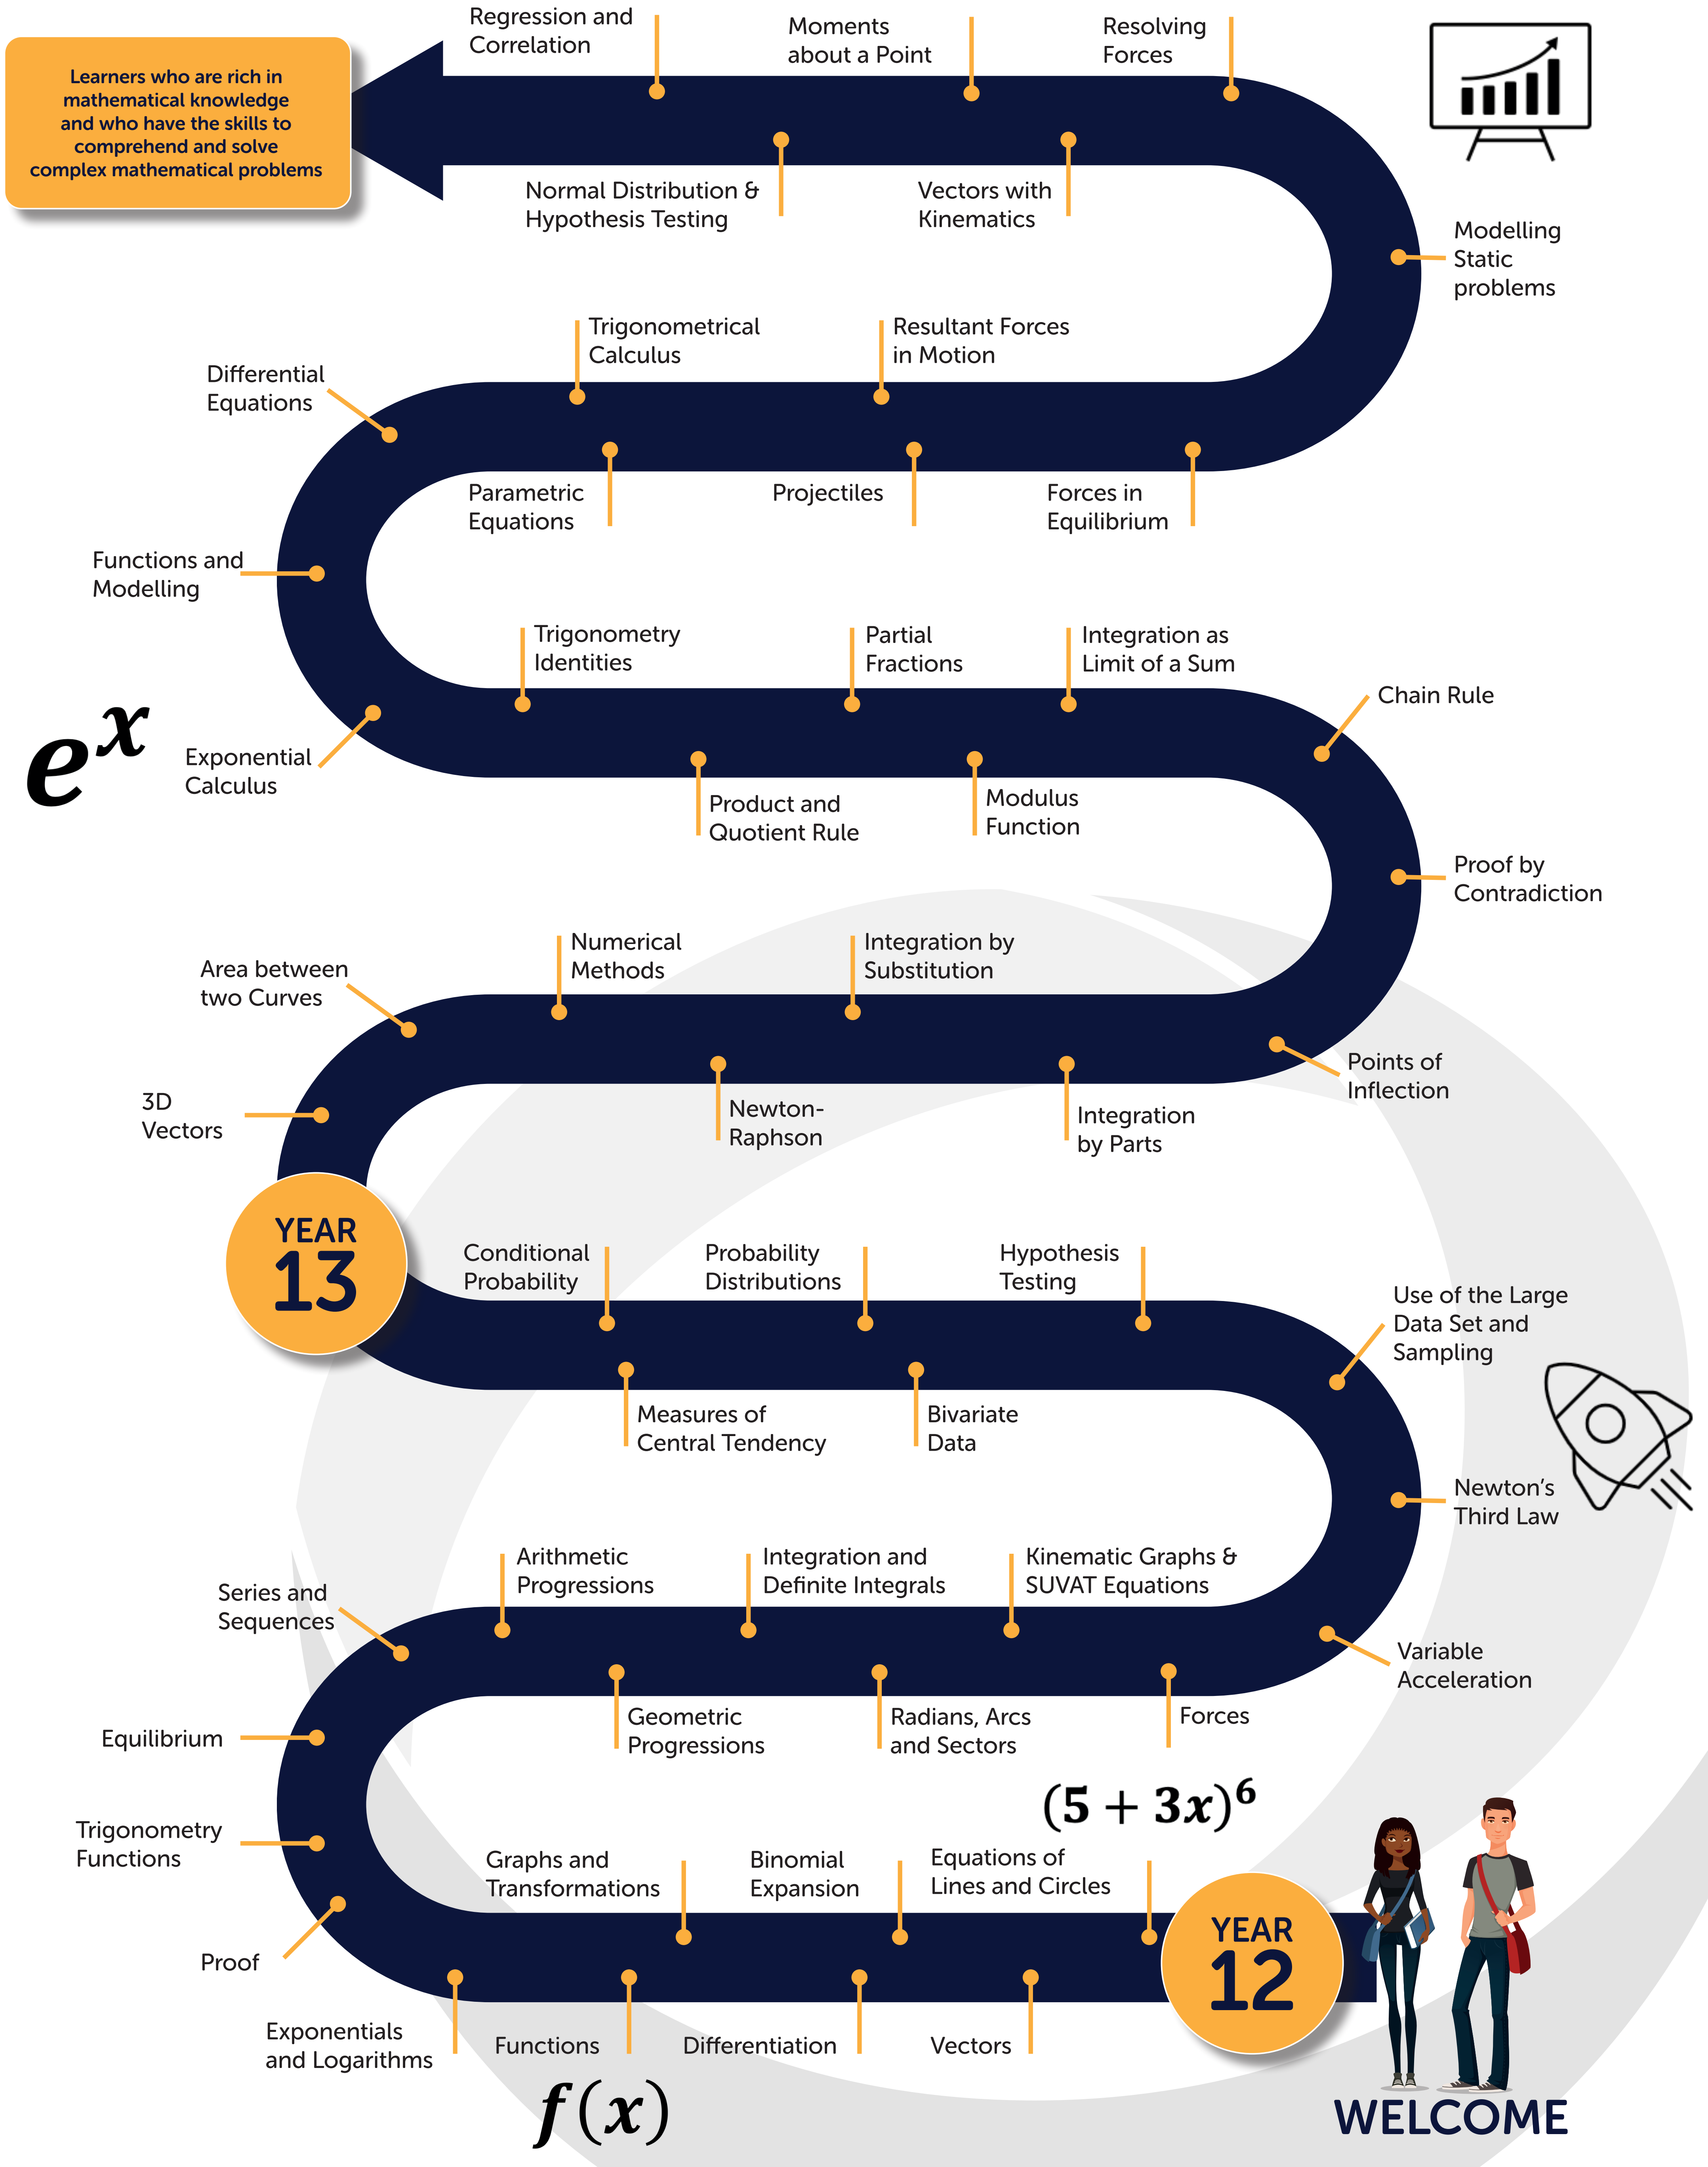 Regression and
Correlation
Moments
about a Point
Resolving
Forces
Learners who are rich in
mathematical knowledge
and who have the skills to
comprehend and solve
complex mathematical problems
Normal Distribution &
Hypothesis Testing
Vectors with
Kinematics
Modelling
Static
problems
Trigonometrical
Calculus
Resultant Forces
in Motion
Differential
Equations
Parametric
Equations
Projectiles
Forces in
Equilibrium
Functions and
Modelling
Trigonometry
Identities
Partial
Fractions
Integration as
Limit of a Sum
Chain Rule
e^x
Exponential
Calculus
Product and
Quotient Rule
Modulus
Function
Proof by
Contradiction
Numerical
Methods
Integration by
Substitution
Area between
two Curves
Points of
Inflection
3D
Vectors
Newton-
Raphson
Integration
by Parts
YEAR
13
Conditional
Probability
Probability
Distributions
Hypothesis
Testing
Use of the Large
Data Set and
Sampling
Measures of
Central Tendency
Bivariate
Data
Newton's
Third Law
Arithmetic
Progressions
Integration and
Definite Integrals
Kinematic Graphs &
SUVAT Equations
Series and
Sequences
Variable
Acceleration
Geometric
Progressions
Radians, Arcs
and Sectors
Forces
Equilibrium
(5 + 3x)^6
Trigonometry
Functions
Graphs and
Transformations
Binomial
Expansion
Equations of
Lines and Circles
YEAR
12
Proof
Exponentials
and Logarithms
Functions
Differentiation
Vectors
f(x)
WELCOME